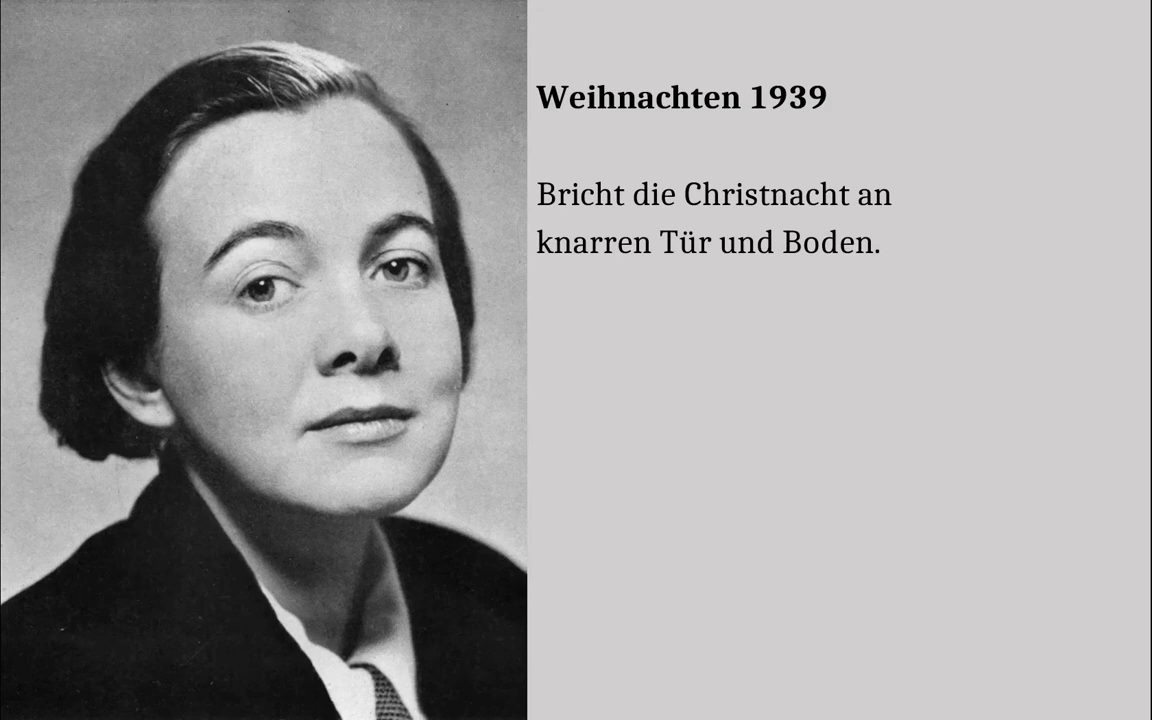 Weihnachten 1939
Bricht die Christnacht an
knarren Tür und Boden.